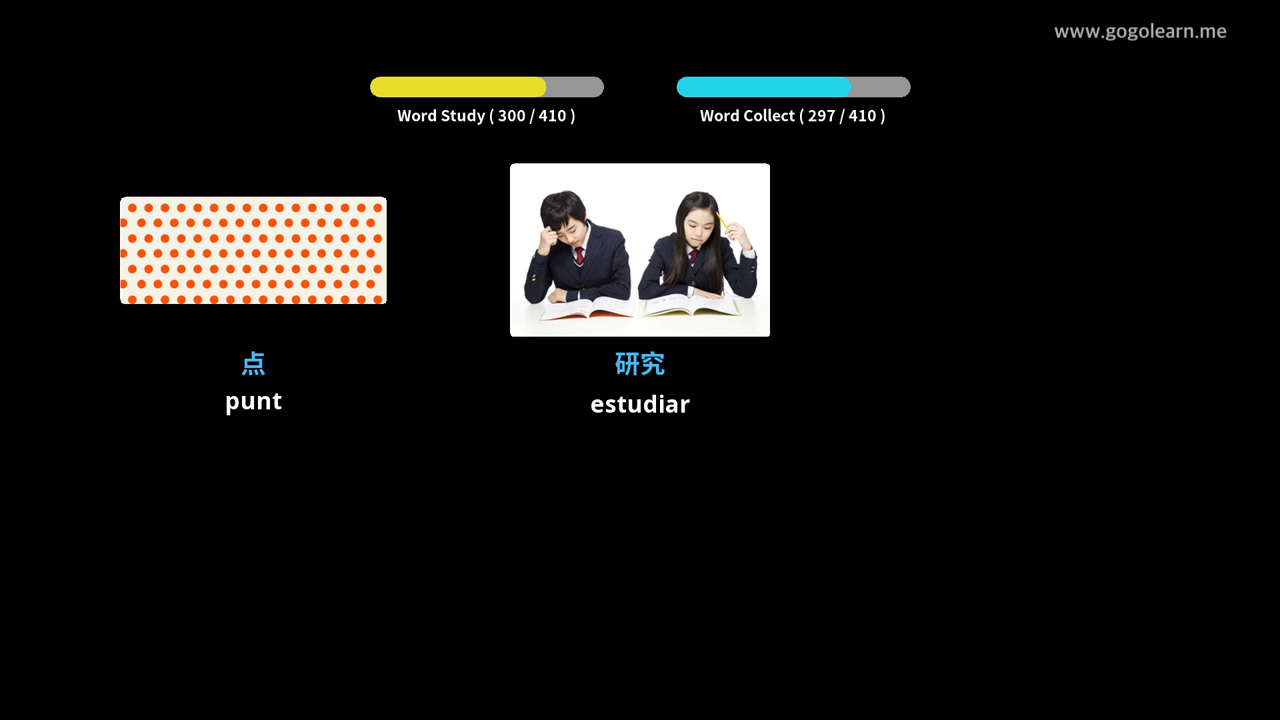 www.gogolearn.me
Word Study ( 300 / 410 )
Word Collect ( 297 / 410 )
点
punt
研究
estudiar